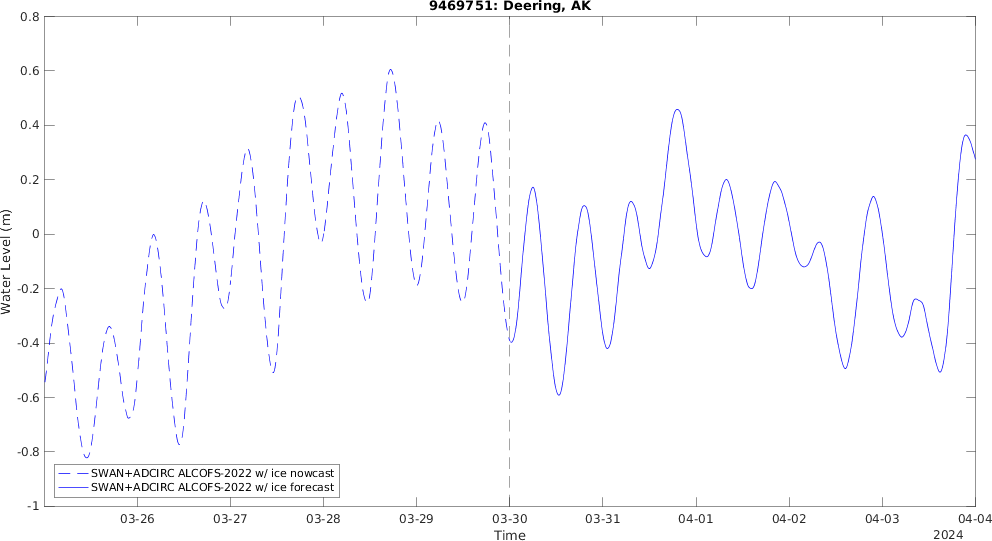 9469751: Deering, AK
0.8
0.6
0.4
0.2
0
-0.2
-0.4
-0.6
-0.8
-1
Water Level (m)
SWAN+ADCIRC ALCOFS-2022 w/ ice nowcast
SWAN+ADCIRC ALCOFS-2022 w/ ice forecast
03-26 03-27 03-28 03-29 03-30 03-31 04-01 04-02 04-03 04-04
Time
2024